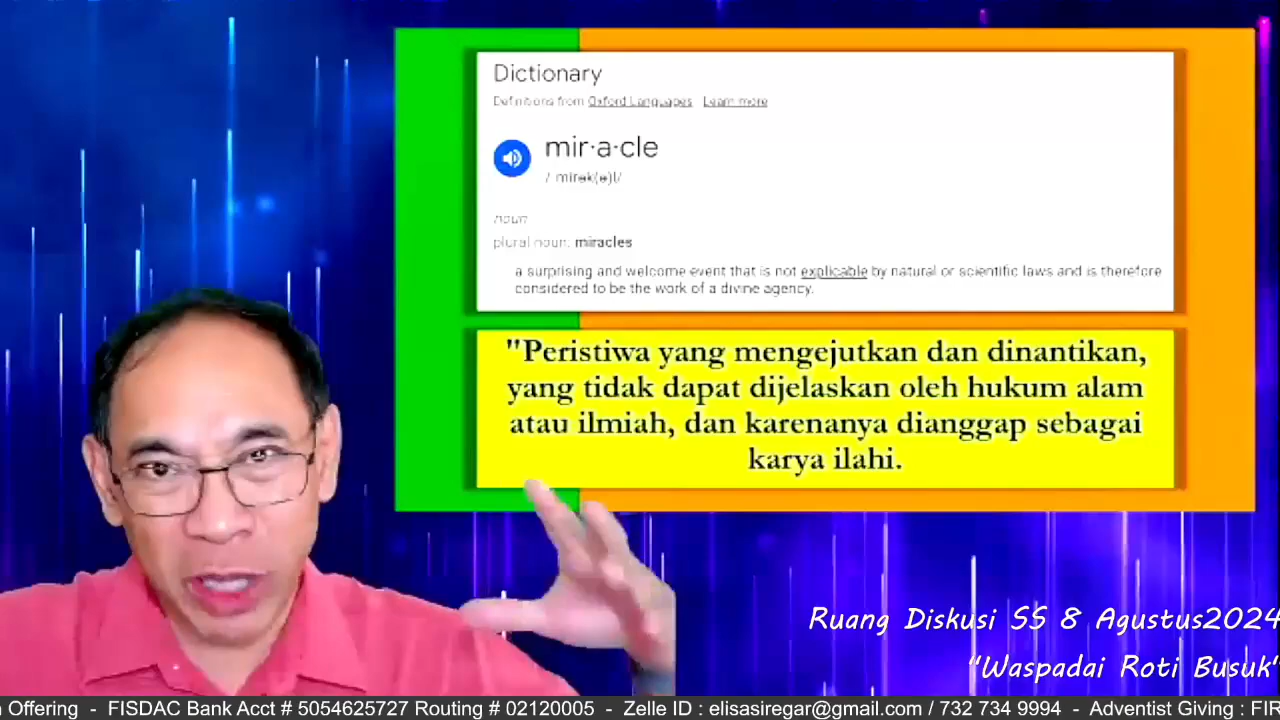 Dictionary
Definitions from Oxford Languages Learn more
mir·a·cle
/ˈmirək(ə)l/
noun
plural noun: miracles
a surprising and welcome event that is not explicable by natural or scientific laws and is therefore
considered to be the work of a divine agency.
"Peristiwa yang mengejutkan dan dinantikan,
yang tidak dapat dijelaskan oleh hukum alam
atau ilmiah, dan karenanya dianggap sebagai
karya ilahi.
Ruang Diskusi SS 8 Agustus2024
"Waspadai Roti Busuk"
Offering - FISDAC Bank Acct # 5054625727 Routing # 02120005 - Zelle ID : elisasiregar@gmail.com / 732 734 9994 - Adventist Giving : FIR